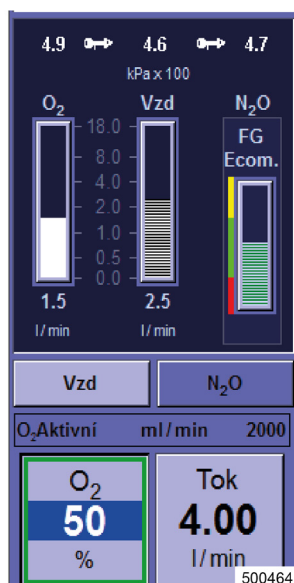 4.9 4.6 4.7
kPa x 100
O₂ Vzd N₂O
18.0
8.0
4.0
2.0
1.0
0.5
0.0
FG
Ecom.
1.5 2.5
l/min l/min
Vzd N₂O
O₂Aktivní ml/min 2000
O₂ Tok
50 4.00
% l/min
500464